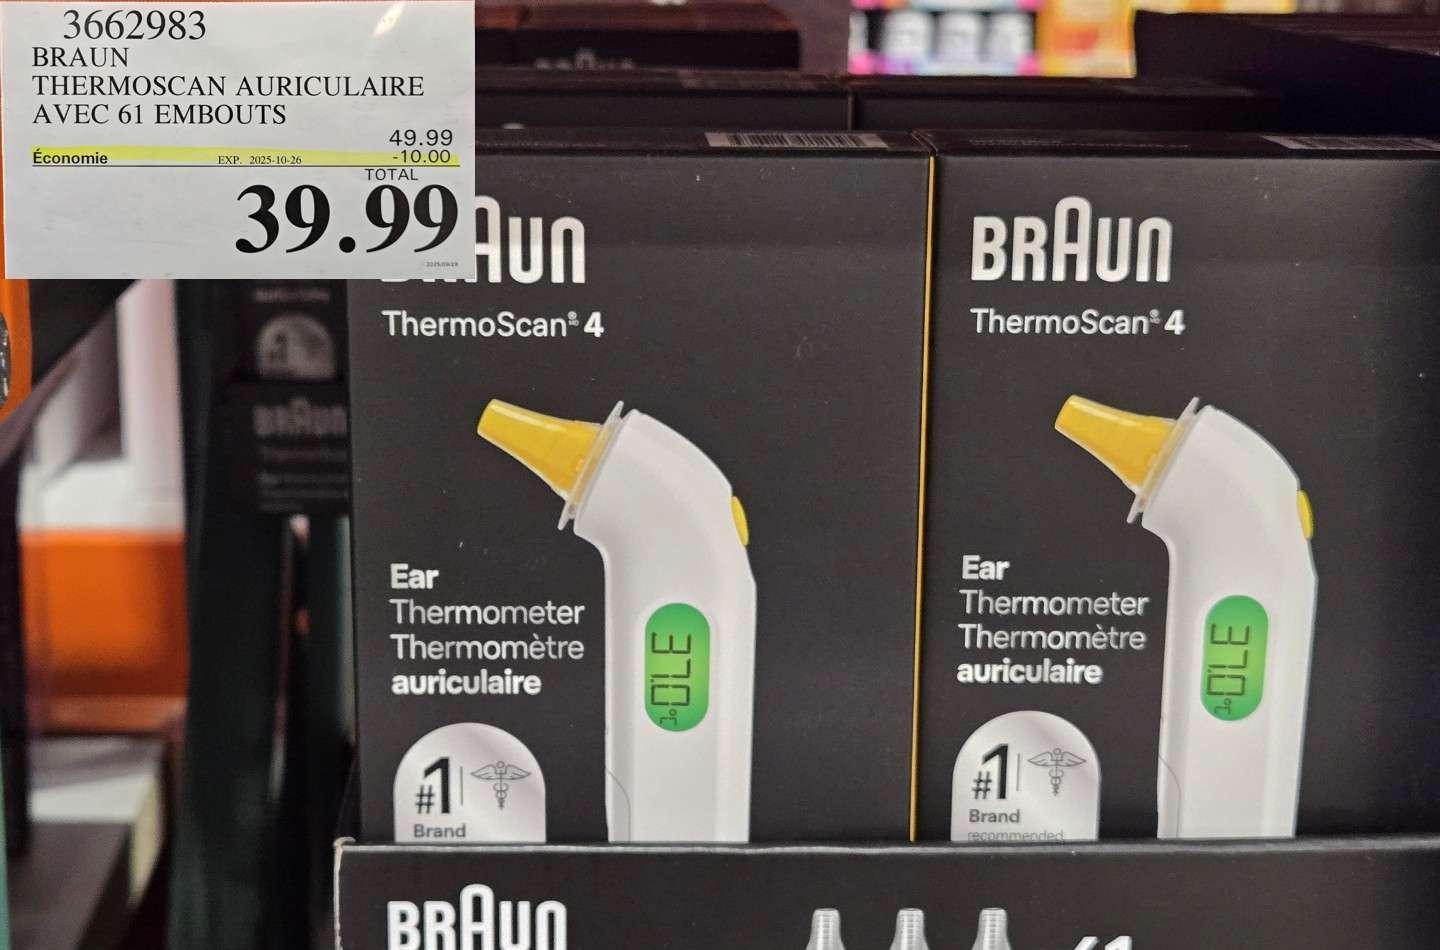 3662983
BRAUN
THERMOSCAN AURICULAIRE
AVEC 61 EMBOUTS
49.99
Économie EXP. 2025-10-26 -10.00
TOTAL
39.99
BRAUN
ThermoScan® 4
Ear
Thermometer
Thermomètre
auriculaire
37.0°C
#1
Brand
BRAUN
ThermoScan® 4
Ear
Thermometer
Thermomètre
auriculaire
37.0°C
#1
Brand
recommended
BRAUN
BRAUN
61